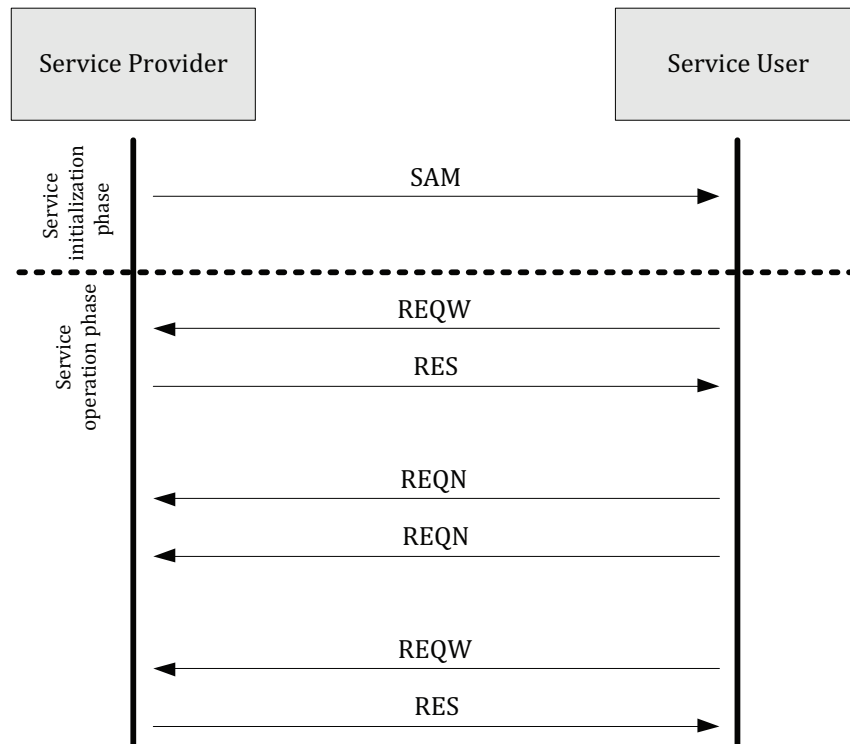 Service Provider
Service User
Service
initialization
phase
SAM
Service
operation phase
REQW
RES
REQN
REQN
REQW
RES